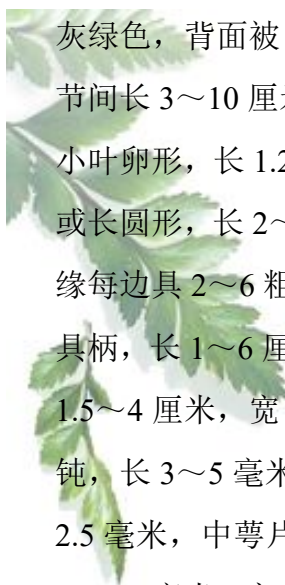 灰绿色，背面被
节间长 3～10 厘米
小叶卵形，长 1.2
或长圆形，长 2～
缘每边具 2～6 粗
具柄，长 1～6 厘
1.5～4 厘米，宽
钝，长 3～5 毫米
2.5 毫米，中萼片